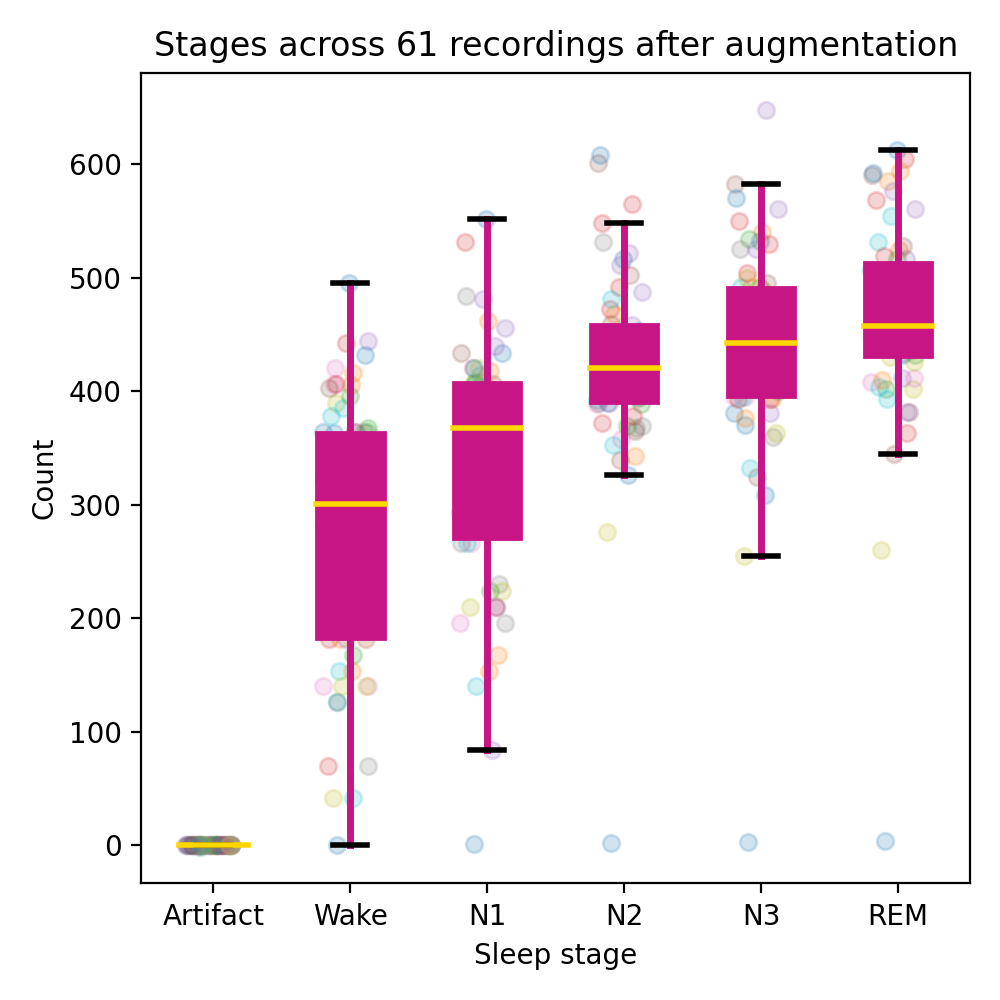 Stages across 61 recordings after augmentation
600
500
400
300
200
100
0
Count
Artifact Wake N1 N2 N3 REM
Sleep stage